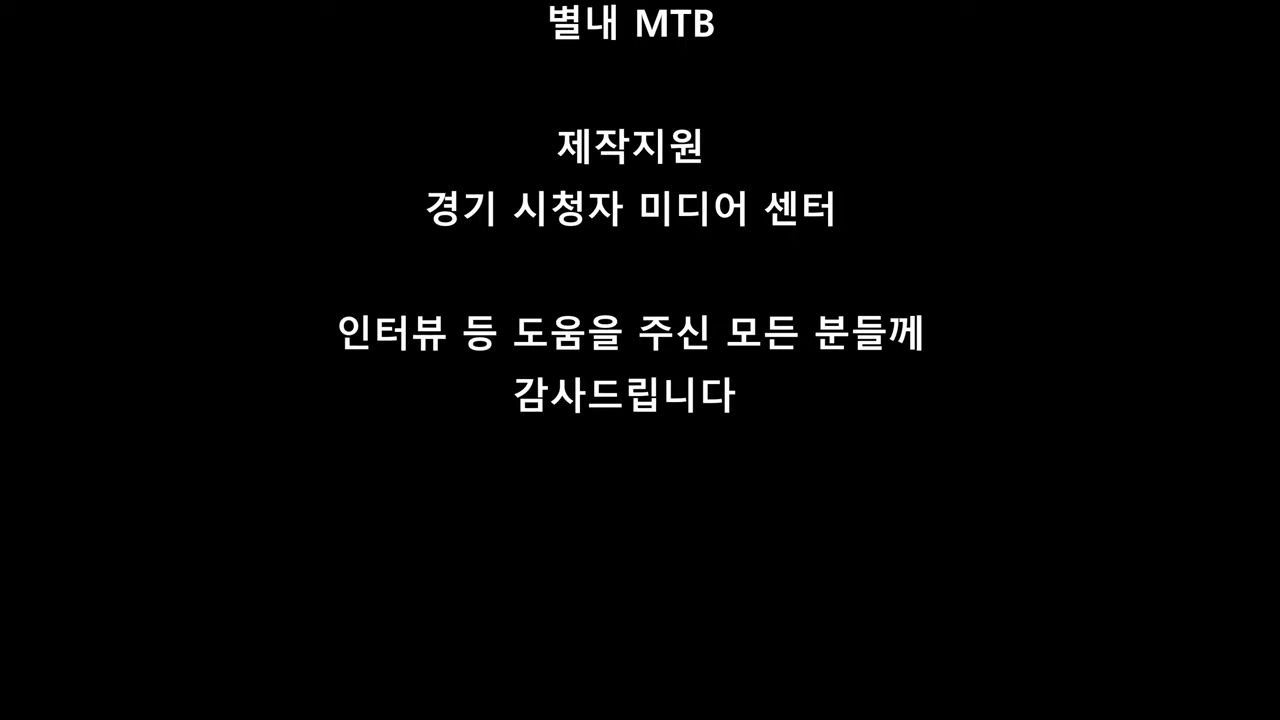 별내 MTB
제작지원
경기 시청자 미디어 센터
인터뷰 등 도움을 주신 모든 분들께
감사드립니다